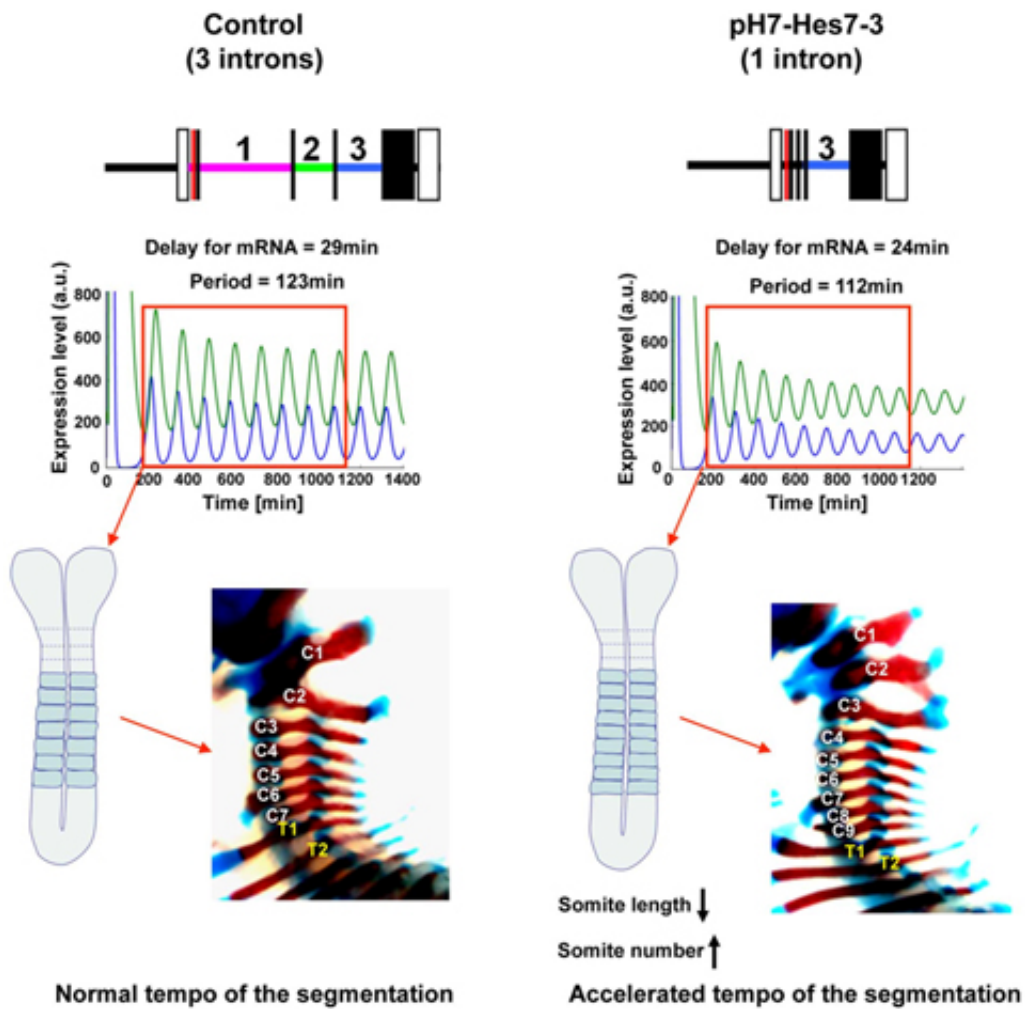 Control
(3 introns)
1 2 3
Delay for mRNA = 29min
Period = 123min
Expression level (a.u.)
800
600
400
200
0
0 200 400 600 800 1000 1200 1400
Time [min]
C1
C2
C3
C4
C5
C6
C7
T1
T2
Normal tempo of the segmentation
pH7-Hes7-3
(1 intron)
3
Delay for mRNA = 24min
Period = 112min
Expression level (a.u.)
800
600
400
200
0
0 200 400 600 800 1000 1200
Time [min]
C1
C2
C3
C4
C5
C6
C7
C8
C9
T1
T2
Somite length
Somite number
Accelerated tempo of the segmentation